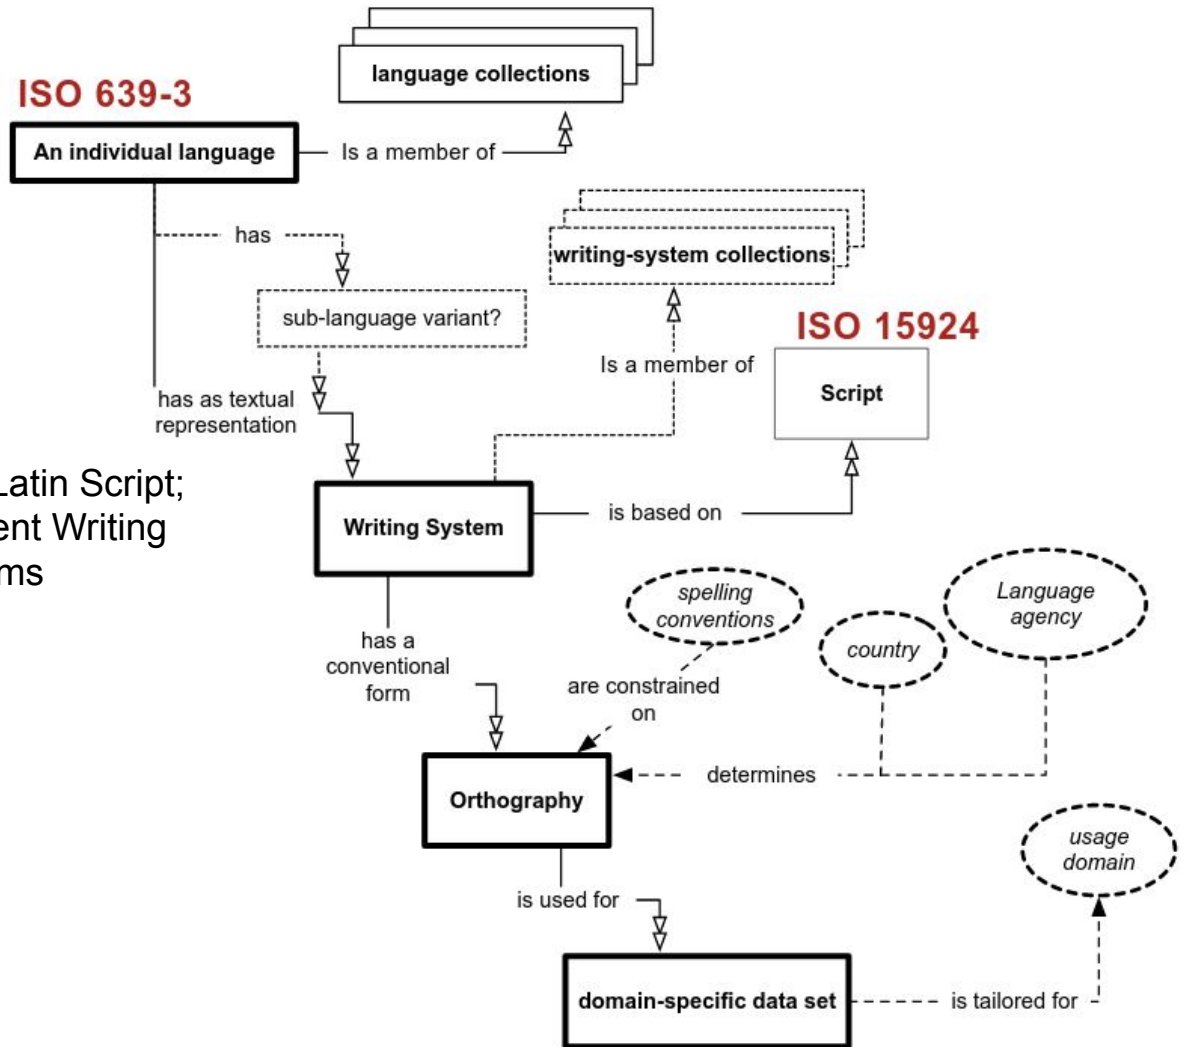 language collections
ISO 639-3
An individual language
Is a member of
has
writing-system collections
sub-language variant?
ISO 15924
Is a member of
Script
has as textual
representation
Latin Script;
ent Writing
ms
Writing System
is based on
spelling
conventions
Language
agency
country
has a
conventional
form
are constrained
on
determines
Orthography
usage
domain
is used for
domain-specific data set
is tailored for